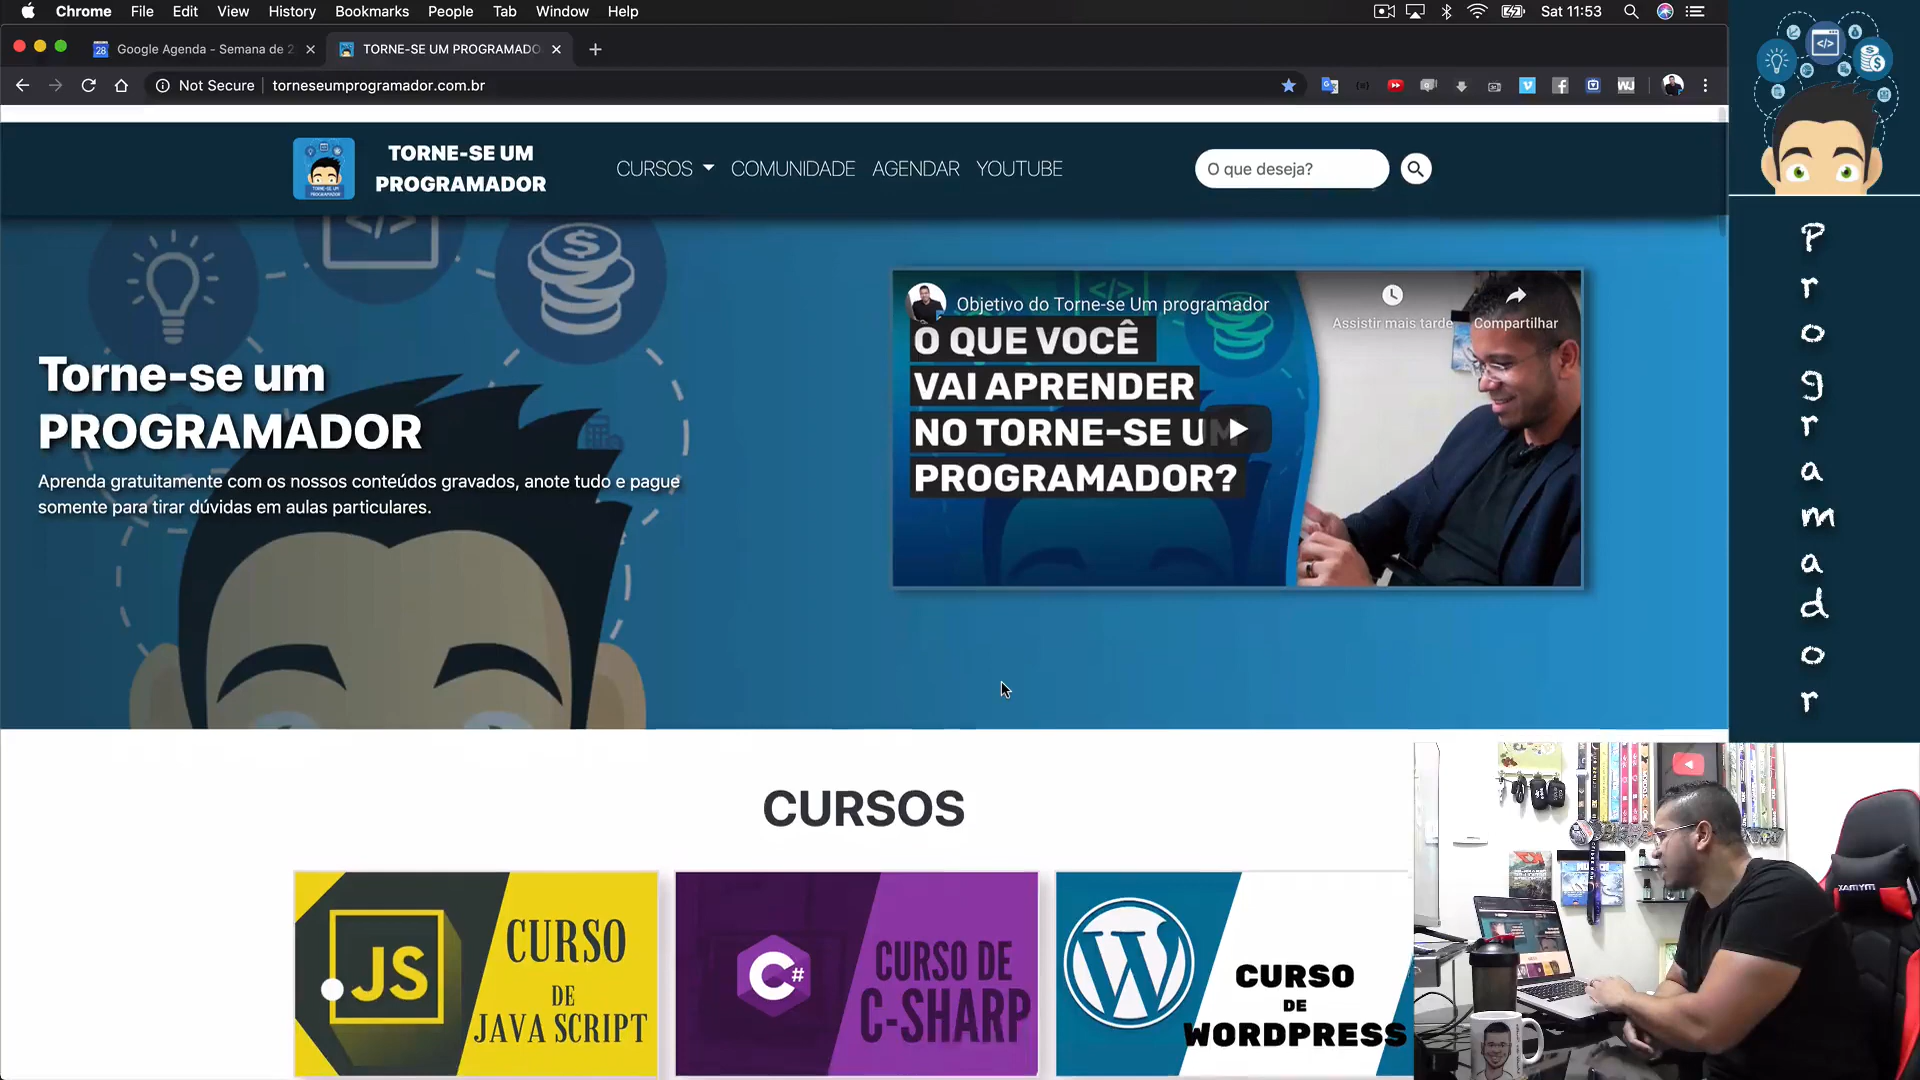 Chrome File Edit View History Bookmarks People Tab Window Help
Sat 11:53
28
Google Agenda - Semana de 2
TORNE-SE UM PROGRAMADO
Not Secure
torneseumprogramador.com.br
TORNE-SE UM
PROGRAMADOR
CURSOS
COMUNIDADE
AGENDAR
YOUTUBE
O que deseja?
Torne-se um
PROGRAMADOR
Aprenda gratuitamente com os nossos conteúdos gravados, anote tudo e pague
somente para tirar dúvidas em aulas particulares.
Objetivo do Torne-se Um programador
Assistir mais tarde
Compartilhar
O QUE VOCÊ
VAI APRENDER
NO TORNE-SE UM
PROGRAMADOR?
CURSOS
JS
CURSO
DE
JAVA SCRIPT
C#
CURSO DE
C-SHARP
W
CURSO
DE
WORDPRESS
P
r
o
g
r
a
m
a
d
o
r